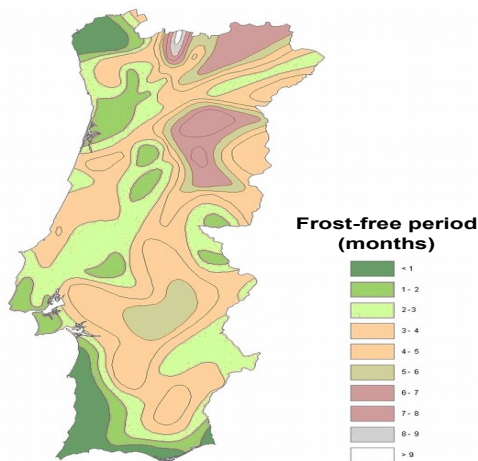 Frost-free period
(months)
< 1
1 - 2
2-3
3 - 4
4 - 5
5 - 6
6 - 7
7 - 8
8 - 9
> 9